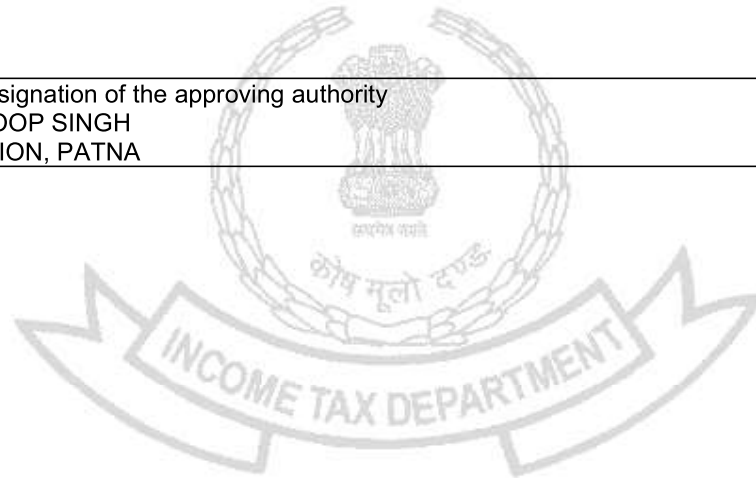 signation of the approving authority
OOP SINGH
ION, PATNA
सत्यमेव जयते
कोष मूलो दण्ड
INCOME TAX DEPARTMENT